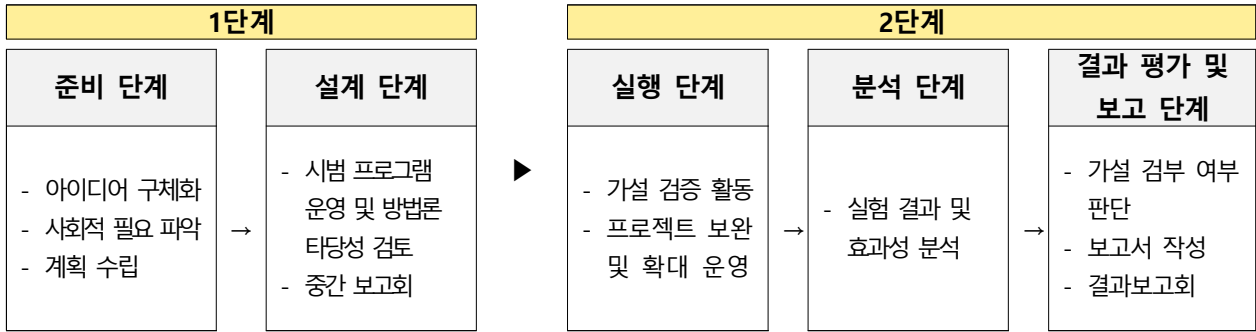 1단계
준비 단계
- 아이디어 구체화
- 사회적 필요 파악
- 계획 수립
→
설계 단계
- 시범 프로그램
운영 및 방법론
타당성 검토
- 중간 보고회
▶
2단계
실행 단계
- 가설 검증 활동
- 프로젝트 보완
및 확대 운영
→
분석 단계
- 실험 결과 및
효과성 분석
→
결과 평가 및
보고 단계
- 가설 검부 여부
판단
- 보고서 작성
- 결과보고회